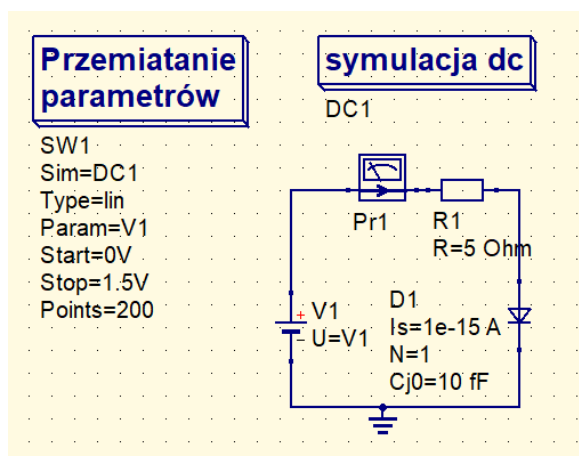 Przemiatanie
parametrów
SW1
Sim=DC1
Type=lin
Param=V1
Start=0V
Stop=1.5V
Points=200
symulacja dc
DC1
Pr1
R1
R=5 Ohm
V1
U=V1
D1
Is=1e-15 A
N=1
Cj0=10 fF